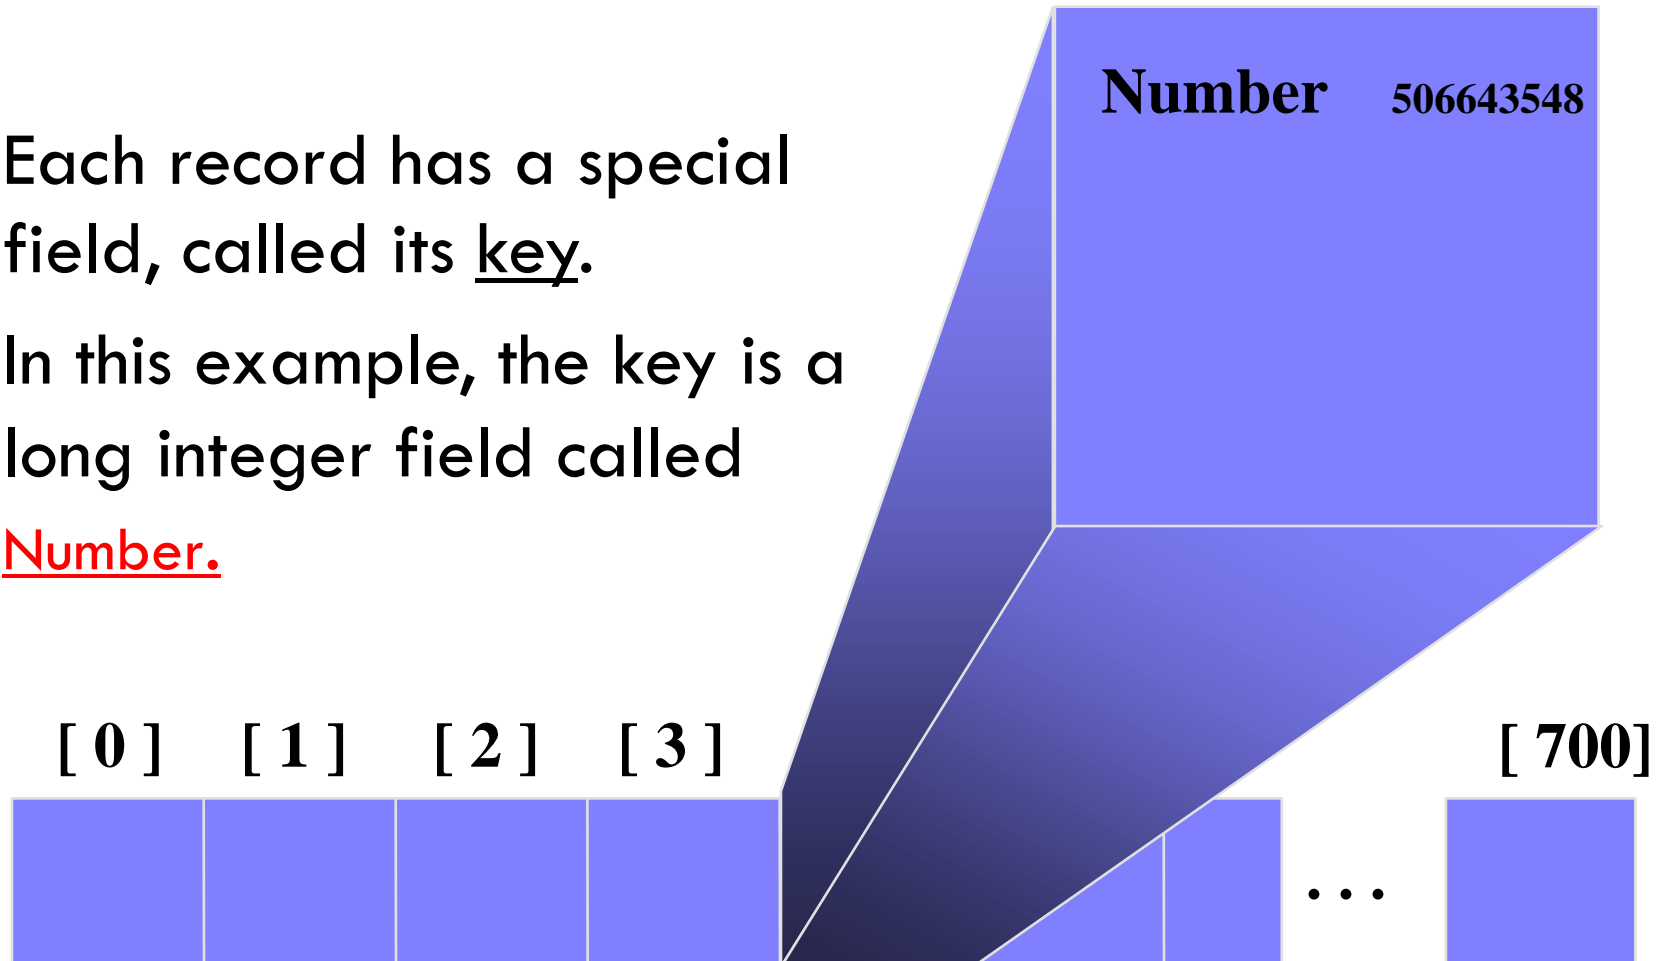 Number 506643548
Each record has a special
field, called its key.
In this example, the key is a
long integer field called
Number.
[ 0 ] [ 1 ] [ 2 ] [ 3 ] [ 700]
. . .